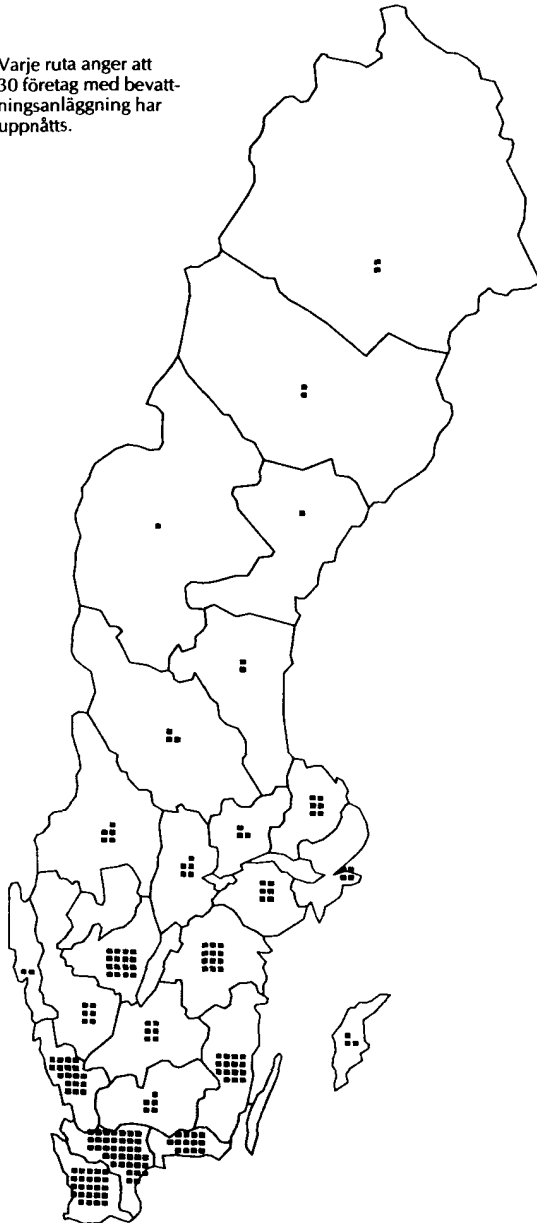 Varje ruta anger att
30 företag med bevatt-
ningsanläggning har
uppnåtts.